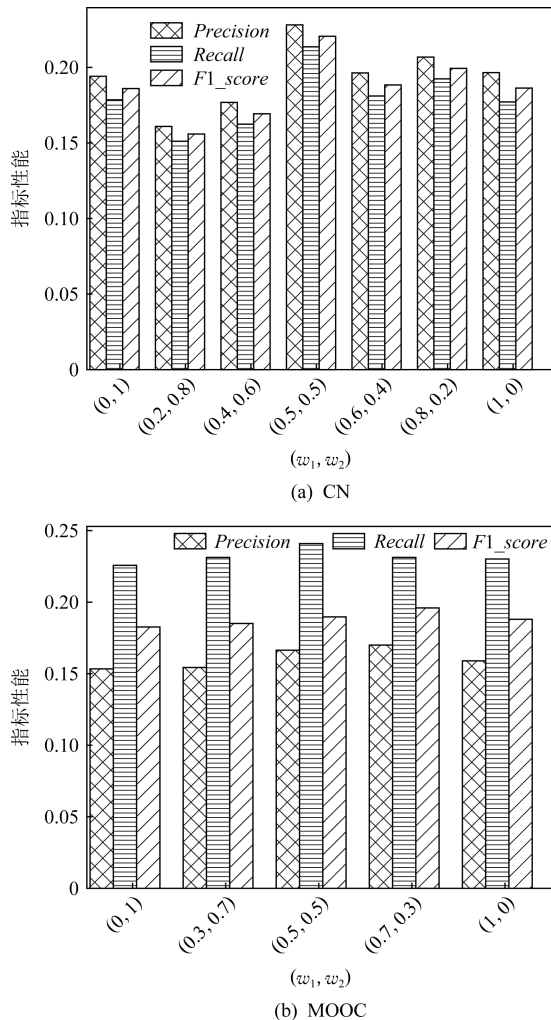 Precision
Recall
F1_score
0.20
0.15
0.10
0.05
0
指标性能
(0, 1)
(0.2, 0.8)
(0.4, 0.6)
(0.5, 0.5)
(0.6, 0.4)
(0.8, 0.2)
(1, 0)
(w₁, w₂)
(a) CN
0.25
Precision Recall F1_score
0.20
0.15
0.10
0.05
0
指标性能
(0, 1)
(0.3, 0.7)
(0.5, 0.5)
(0.7, 0.3)
(1, 0)
(w₁, w₂)
(b) MOOC